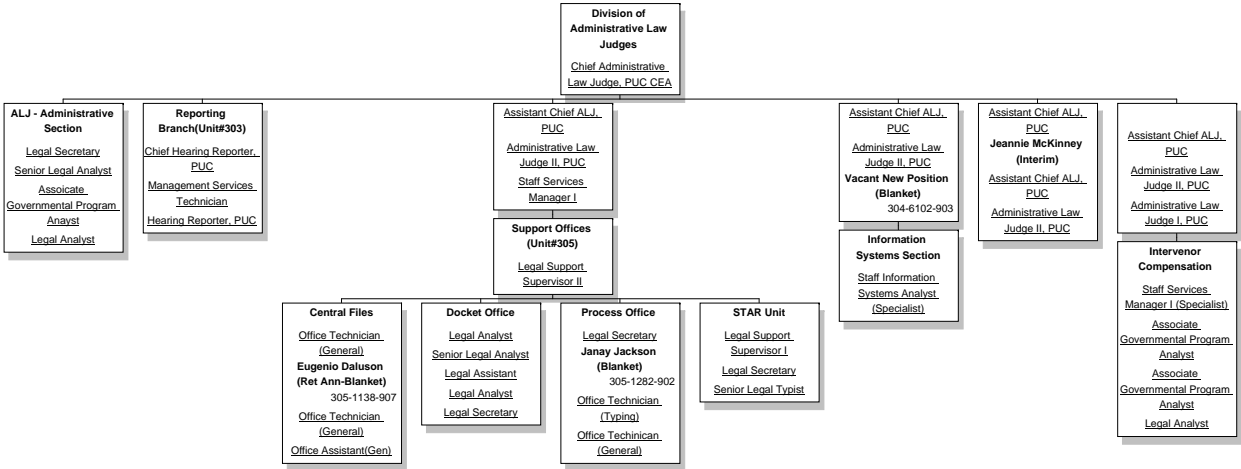 Division of
Administrative Law
Judges
Chief Administrative
Law Judge, PUC CEA
ALJ - Administrative
Section
Legal Secretary
Senior Legal Analyst
Assoicate
Governmental Program
Anayst
Legal Analyst
Reporting
Branch(Unit#303)
Chief Hearing Reporter,
PUC
Management Services
Technician
Hearing Reporter, PUC
Assistant Chief ALJ,
PUC
Administrative Law
Judge II, PUC
Staff Services
Manager I
Support Offices
(Unit#305)
Legal Support
Supervisor II
Central Files
Office Technician
(General)
Eugenio Daluson
(Ret Ann-Blanket)
305-1138-907
Office Technician
(General)
Office Assistant(Gen)
Docket Office
Legal Analyst
Senior Legal Analyst
Legal Assistant
Legal Analyst
Legal Secretary
Process Office
Legal Secretary
Janay Jackson
(Blanket)
305-1282-902
Office Technician
(Typing)
Office Techinican
(General)
STAR Unit
Legal Support
Supervisor I
Legal Secretary
Senior Legal Typist
Assistant Chief ALJ,
PUC
Administrative Law
Judge II, PUC
Vacant New Position
(Blanket)
304-6102-903
Information
Systems Section
Staff Information
Systems Analyst
(Specialist)
Assistant Chief ALJ,
PUC
Jeannie McKinney
(Interim)
Assistant Chief ALJ,
PUC
Administrative Law
Judge II, PUC
Assistant Chief ALJ,
PUC
Administrative Law
Judge II, PUC
Administrative Law
Judge I, PUC
Intervenor
Compensation
Staff Services
Manager I (Specialist)
Associate
Governmental Program
Analyst
Associate
Governmental Program
Analyst
Legal Analyst